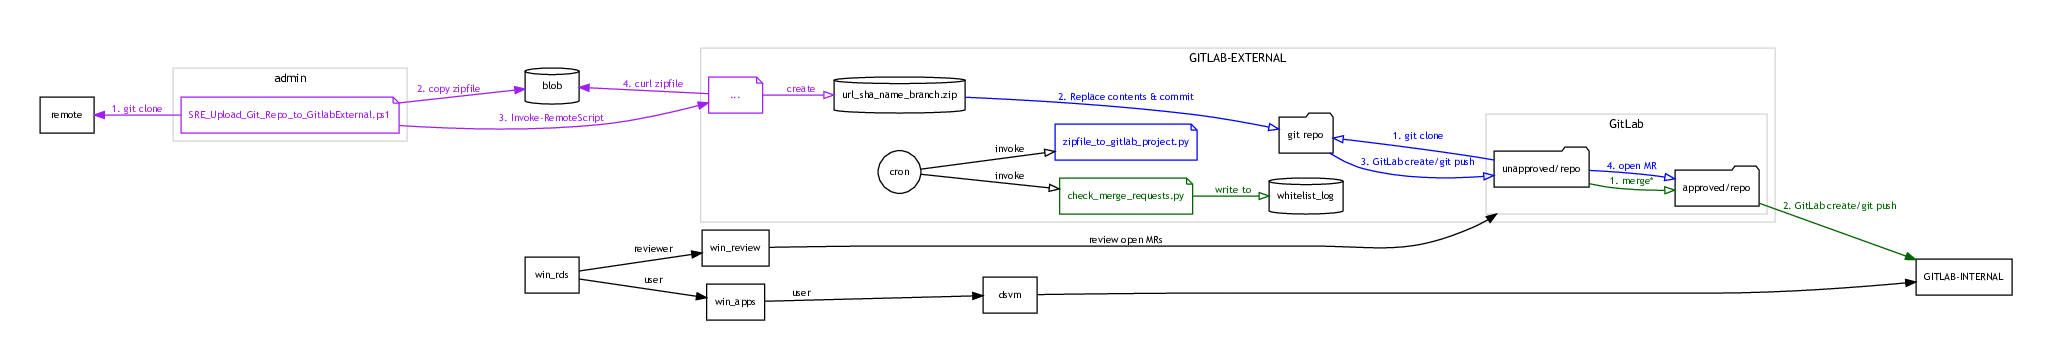 GITLAB-EXTERNAL
admin
blob
4. curl zipfile
2. copy zipfile
1. git clone
remote
SRE_Upload_Git_Repo_to_GitlabExternal.ps1
3. Invoke-RemoteScript
...
create
url_sha_name_branch.zip
2. Replace contents & commit
zipfile_to_gitlab_project.py
git repo
1. git clone
3. GitLab create/git push
GitLab
unapproved/repo
4. open MR
1. merge*
approved/repo
2. GitLab create/git push
cron
invoke
invoke
check_merge_requests.py
write to
whitelist_log
win_rds
reviewer
user
win_review
review open MRs
win_apps
user
dsvm
GITLAB-INTERNAL